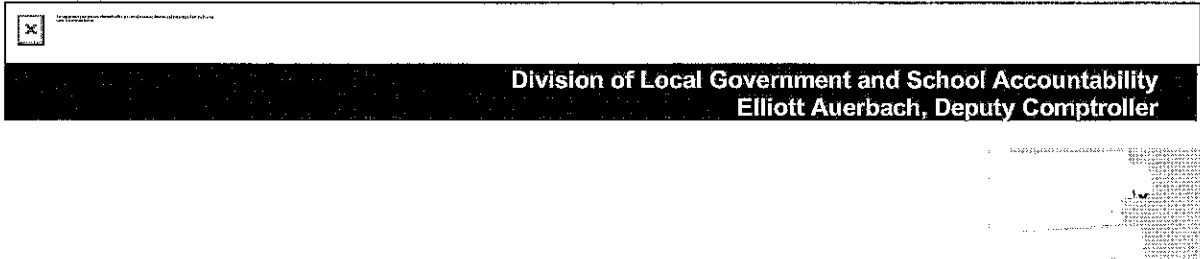 Division of Local Government and School Accountability
Elliott Auerbach, Deputy Comptroller